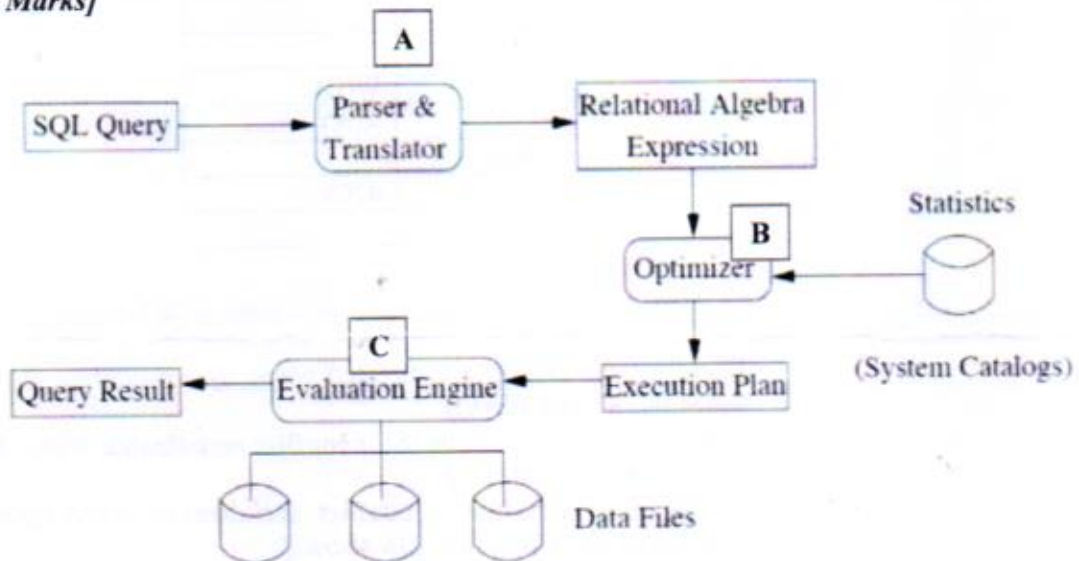 Marks]
A
SQL Query
Parser &
Translator
Relational Algebra
Expression
Statistics
B
Optimizer
C
Query Result
Evaluation Engine
Execution Plan
(System Catalogs)
Data Files